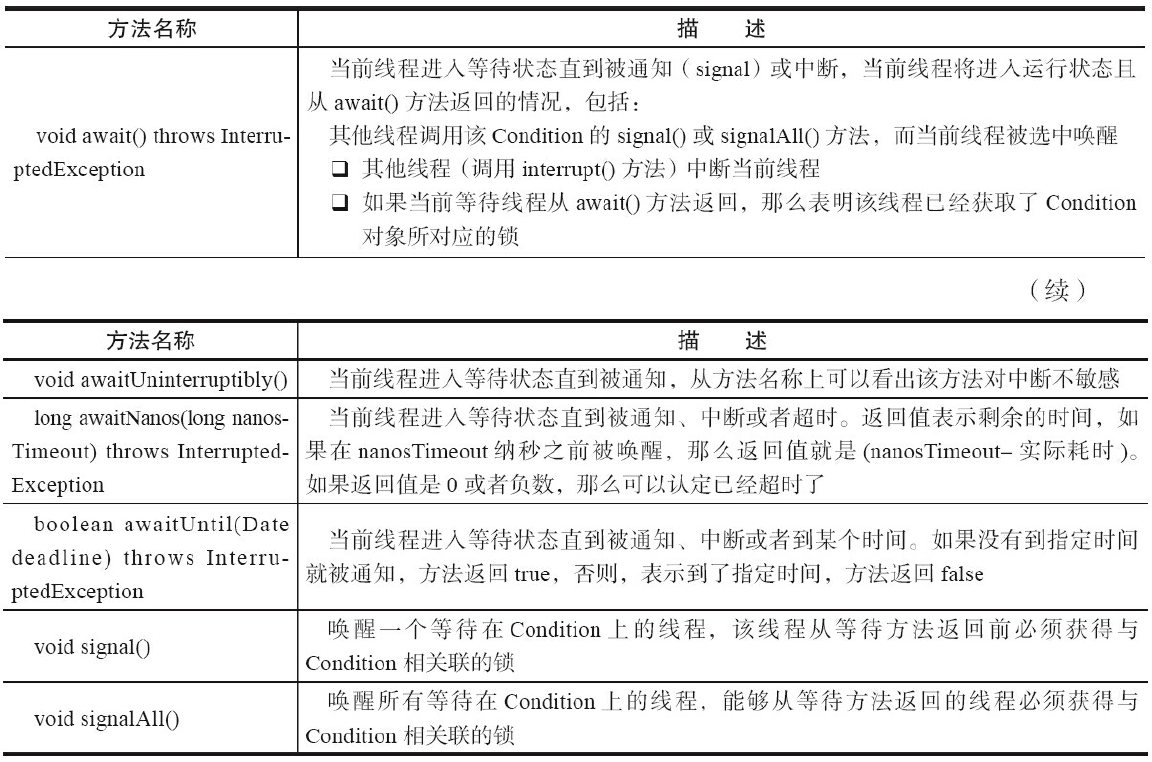 方法名称 描 述
void await() throws Interru-
ptedException
当前线程进入等待状态直到被通知（signal）或中断，当前线程将进入运行状态且
从 await() 方法返回的情况，包括：
其他线程调用该 Condition 的 signal() 或 signalAll() 方法，而当前线程被选中唤醒
❑ 其他线程（调用 interrupt() 方法）中断当前线程
❑ 如果当前等待线程从 await() 方法返回，那么表明该线程已经获取了 Condition
对象所对应的锁
（续）
方法名称 描 述
void awaitUninterruptibly()
当前线程进入等待状态直到被通知，从方法名称上可以看出该方法对中断不敏感
long awaitNanos(long nanos-
Timeout) throws Interrupted-
Exception
当前线程进入等待状态直到被通知、中断或者超时。返回值表示剩余的时间，如
果在 nanosTimeout 纳秒之前被唤醒，那么返回值就是 (nanosTimeout– 实际耗时 )。
如果返回值是 0 或者负数，那么可以认定已经超时了
boolean awaitUntil(Date
deadline) throws Interru-
ptedException
当前线程进入等待状态直到被通知、中断或者到某个时间。如果没有到指定时间
就被通知，方法返回 true，否则，表示到了指定时间，方法返回 false
void signal()
唤醒一个等待在 Condition 上的线程，该线程从等待方法返回前必须获得与
Condition 相关联的锁
void signalAll()
唤醒所有等待在 Condition 上的线程，能够从等待方法返回的线程必须获得与
Condition 相关联的锁